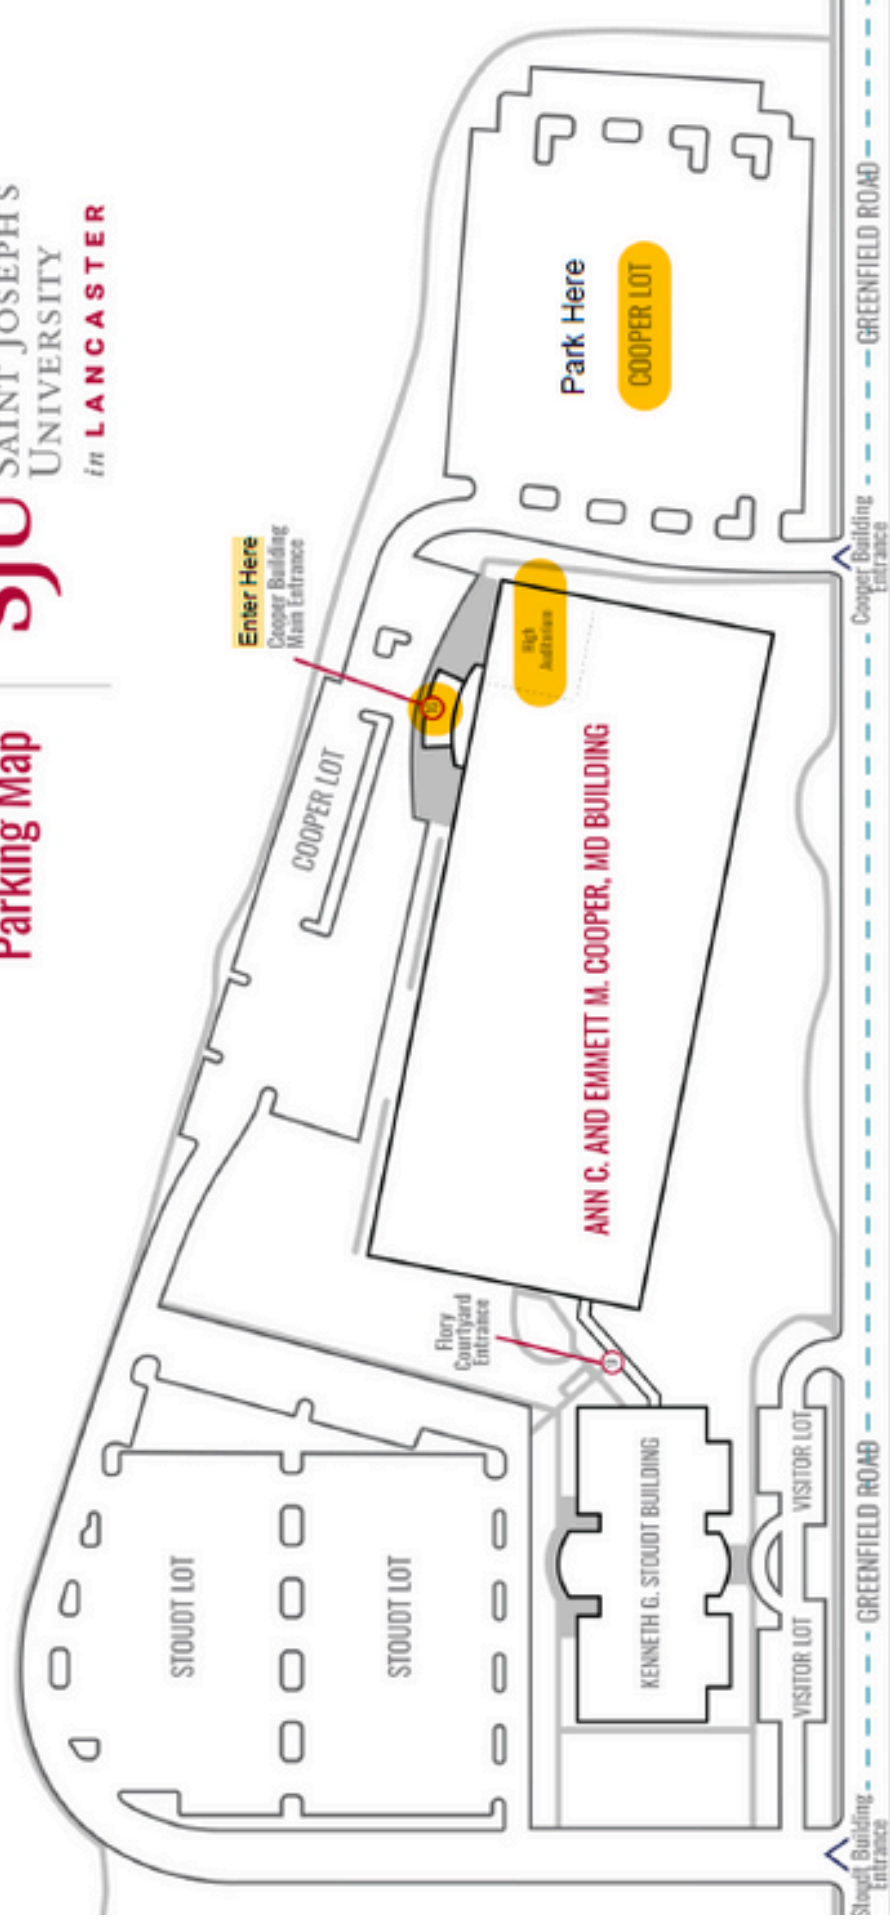 SJU
SAINT JOSEPH'S
UNIVERSITY
in LANCASTER
Parking Map
Enter Here
Cooper Building
Main Entrance
COOPER LOT
Park Here
COOPER LOT
High
Auditorium
ANN C. AND EMMETT M. COOPER, MD BUILDING
Flory
Courtyard
Entrance
STOUDT LOT
STOUDT LOT
KENNETH G. STOUDT BUILDING
VISITOR LOT
VISITOR LOT
Stoudt Building
Entrance
GREENFIELD ROAD
Cooper Building
Entrance
GREENFIELD ROAD